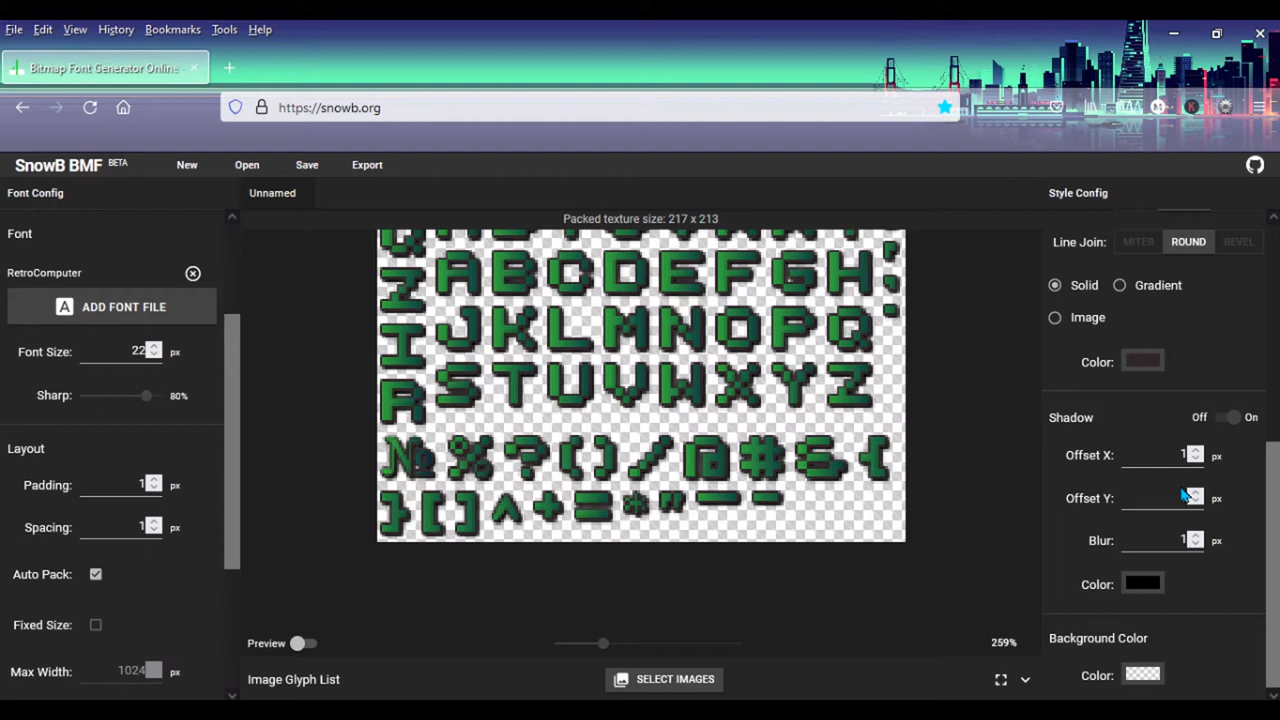 File Edit View History Bookmarks Tools Help
Bitmap Font Generator Online -
https://snowb.org
SnowB BMF BETA New Open Save Export
Font Config
Unnamed
Style Config
Packed texture size: 217 x 213
Font
RetroComputer
ADD FONT FILE
Font Size: 22 px
Sharp: 80%
Layout
Padding: 1 px
Spacing: 1 px
Auto Pack:
Fixed Size:
Max Width: 1024 px
A B C D E F G H ;
Z
I J K L M N O P Q
R S T U V W X Y Z
№ % ? ( ) / @ # & {
} [ ] ^ + = * "
Preview
259%
Image Glyph List
SELECT IMAGES
Line Join: MITER ROUND BEVEL
Solid Gradient
Image
Color:
Shadow Off On
Offset X: 1 px
Offset Y: px
Blur: 1 px
Color:
Background Color
Color: